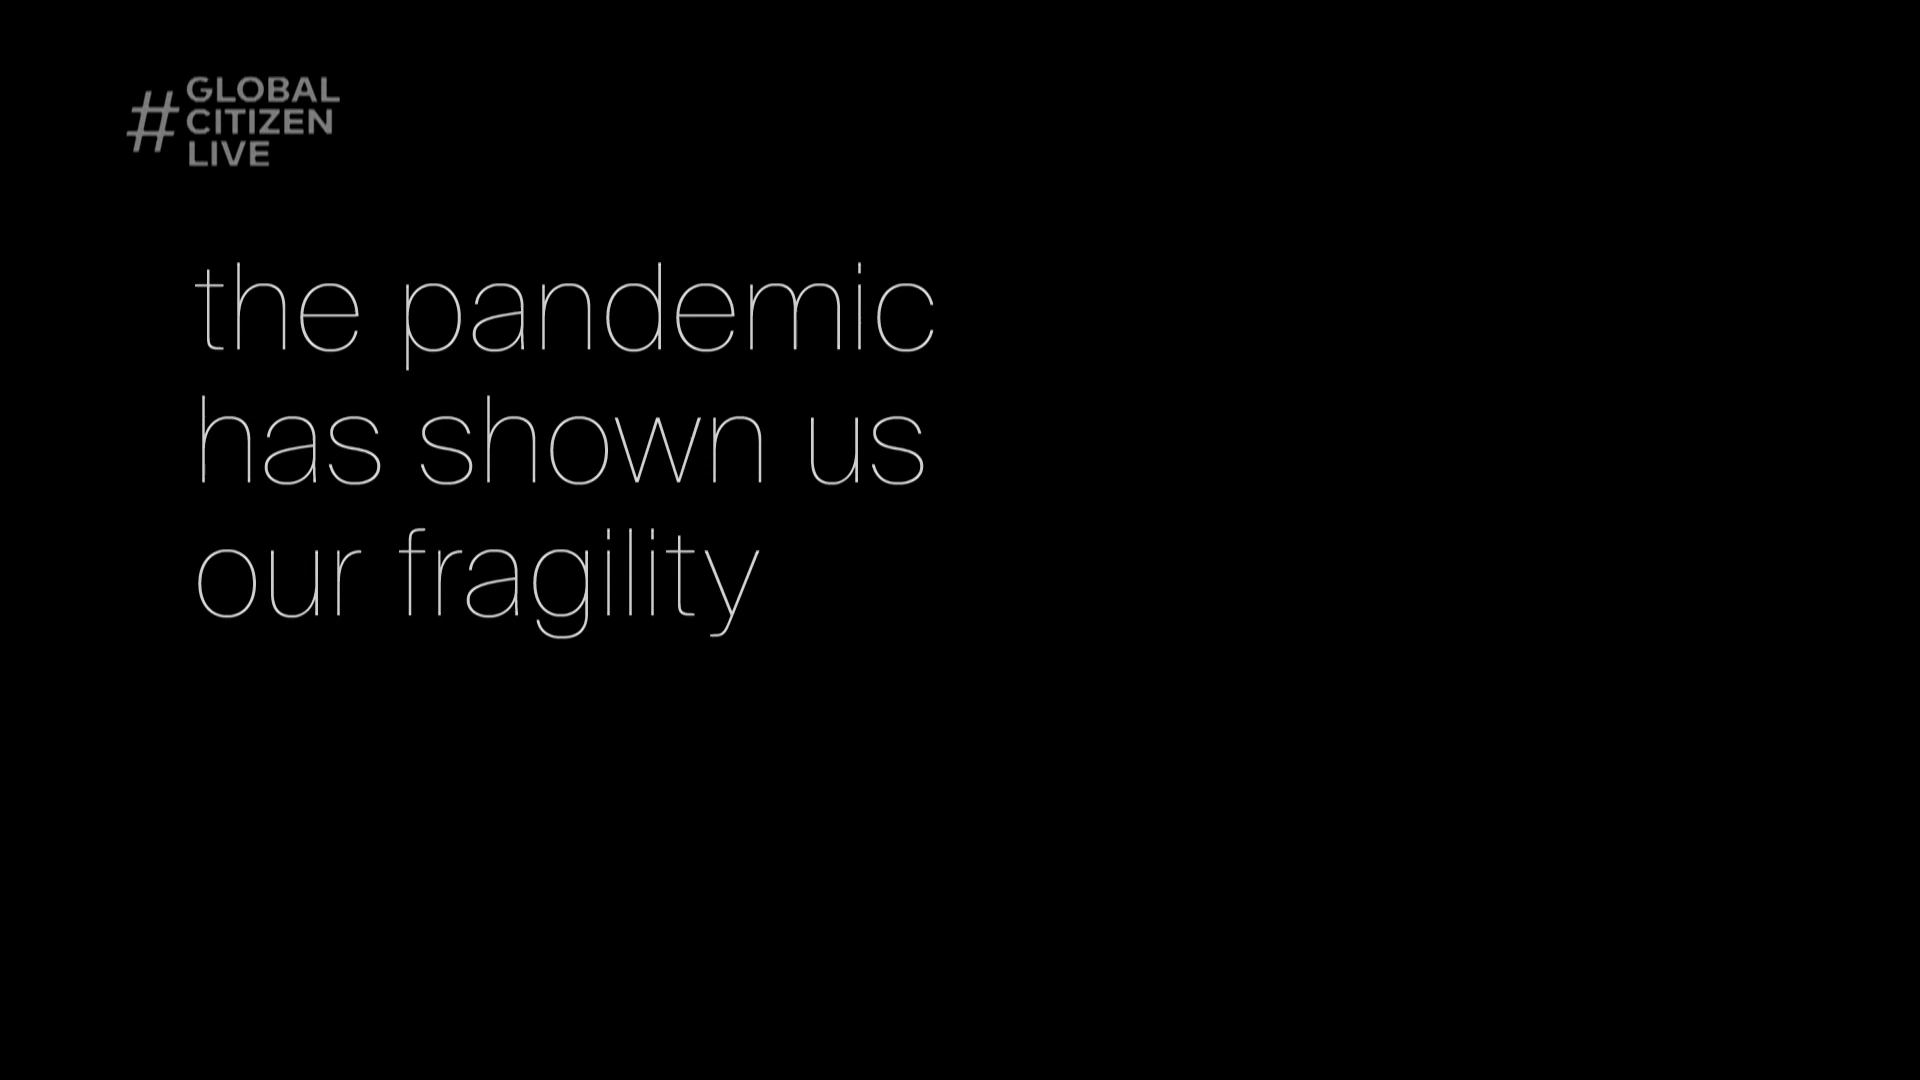 #GLOBAL
CITIZEN
LIVE
the pandemic
has shown us
our fragility